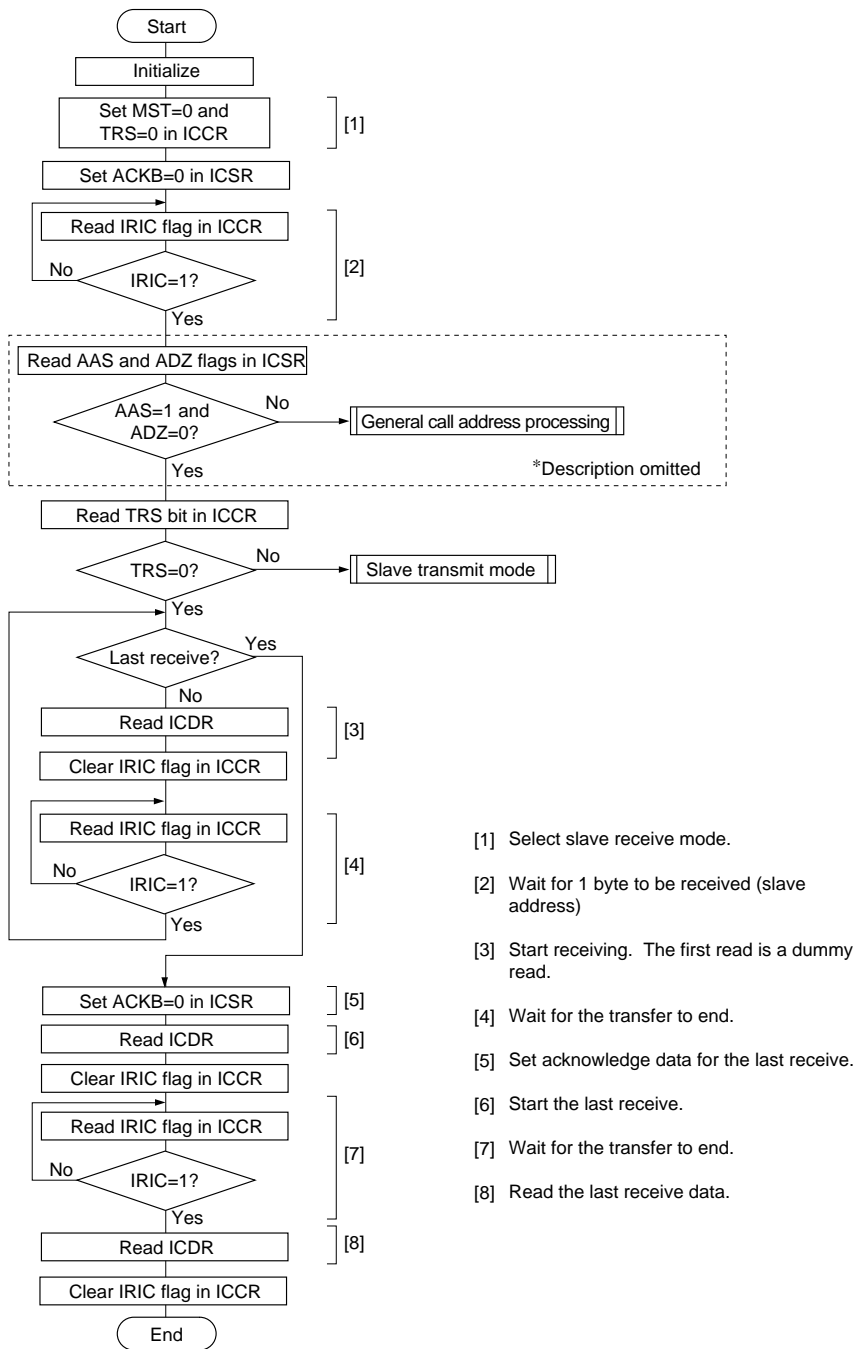 Start
Initialize
Set MST=0 and
TRS=0 in ICCR
[1]
Set ACKB=0 in ICSR
Read IRIC flag in ICCR
No
IRIC=1?
[2]
Yes
Read AAS and ADZ flags in ICSR
AAS=1 and
ADZ=0?
No
General call address processing
Yes
*Description omitted
Read TRS bit in ICCR
TRS=0?
No
Slave transmit mode
Yes
Last receive?
Yes
No
Read ICDR
[3]
Clear IRIC flag in ICCR
Read IRIC flag in ICCR
No
IRIC=1?
[4]
Yes
Set ACKB=0 in ICSR
[5]
Read ICDR
[6]
Clear IRIC flag in ICCR
Read IRIC flag in ICCR
No
IRIC=1?
[7]
Yes
Read ICDR
[8]
Clear IRIC flag in ICCR
End
[1] Select slave receive mode.
[2] Wait for 1 byte to be received (slave
address)
[3] Start receiving. The first read is a dummy
read.
[4] Wait for the transfer to end.
[5] Set acknowledge data for the last receive.
[6] Start the last receive.
[7] Wait for the transfer to end.
[8] Read the last receive data.